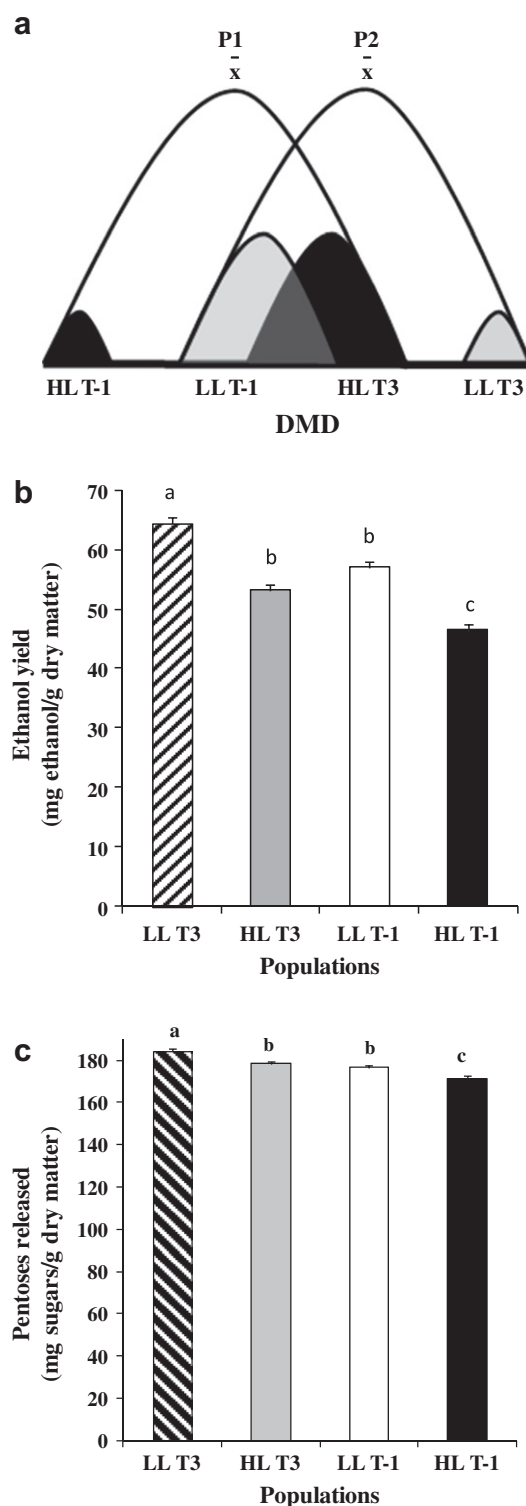 a
P1 P2
x̄ x̄
HL T-1 LL T-1 HL T3 LL T3
DMD
b
Ethanol yield
(mg ethanol/g dry matter)
70
60
50
40
30
20
10
0
a
b
b
c
LL T3 HL T3 LL T-1 HL T-1
Populations
c
Pentoses released
(mg sugars/g dry matter)
180
160
140
120
100
80
60
40
20
0
a
b
b
c
LL T3 HL T3 LL T-1 HL T-1
Populations